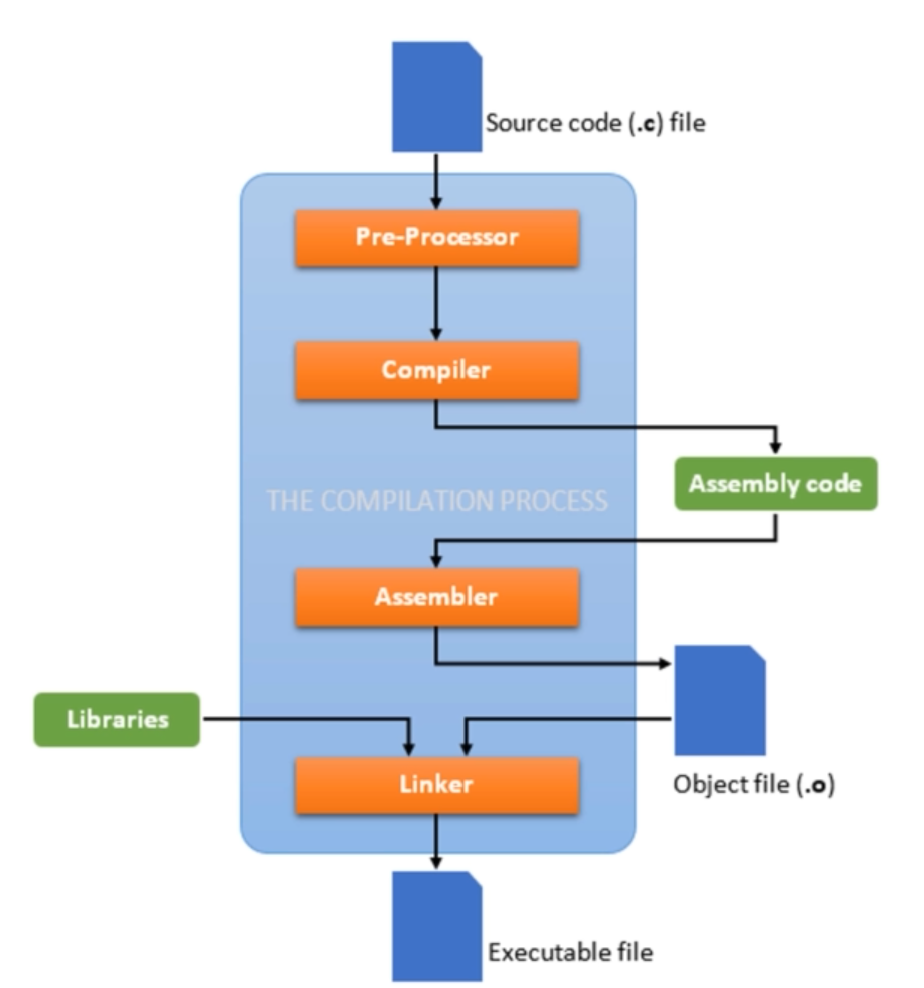 Source code (.c) file
Pre-Processor
Compiler
Assembly code
THE COMPILATION PROCESS
Assembler
Libraries
Linker
Object file (.o)
Executable file